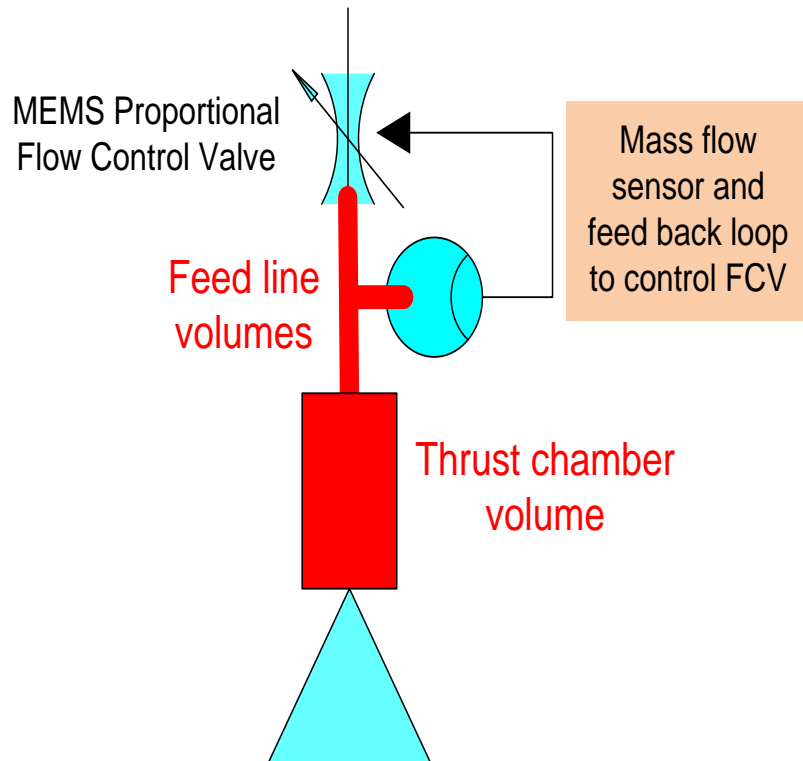 MEMS Proportional
Flow Control Valve
Mass flow
sensor and
feed back loop
to control FCV
Feed line
volumes
Thrust chamber
volume